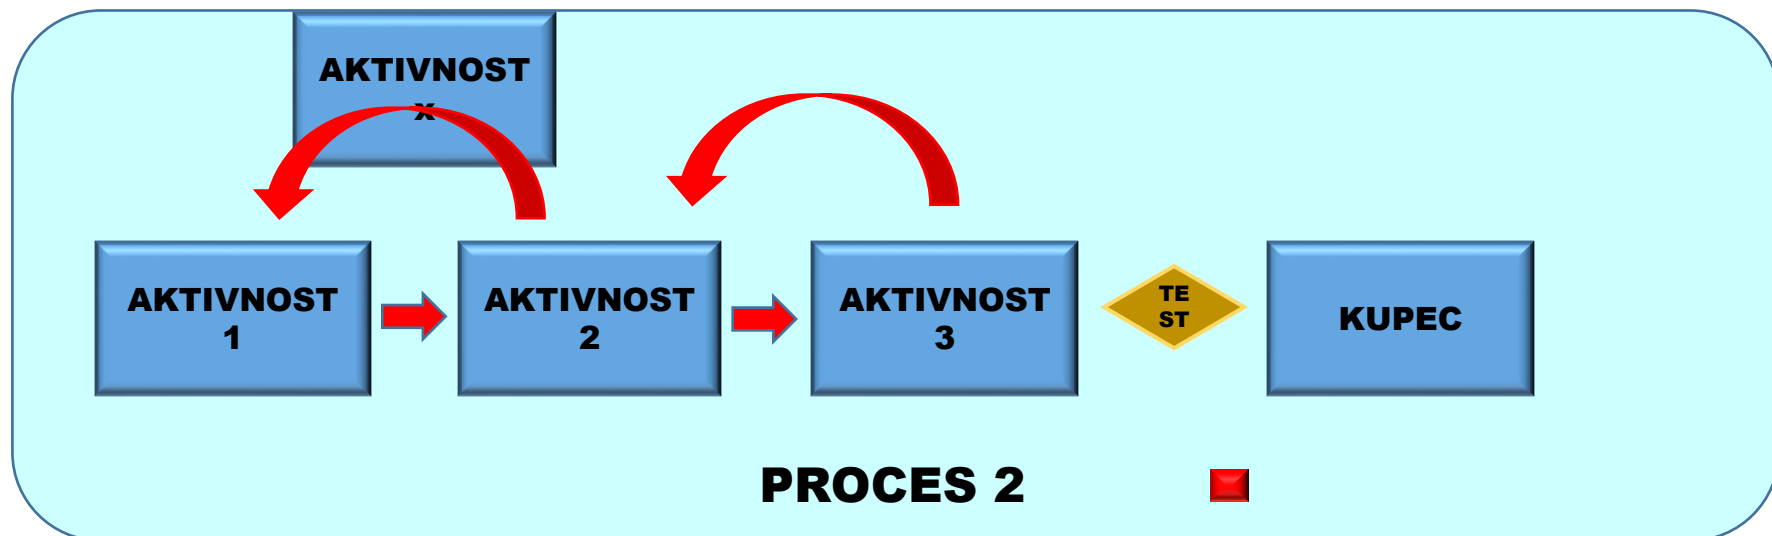 AKTIVNOST
x
AKTIVNOST
1
AKTIVNOST
2
AKTIVNOST
3
TE
ST
KUPEC
PROCES 2